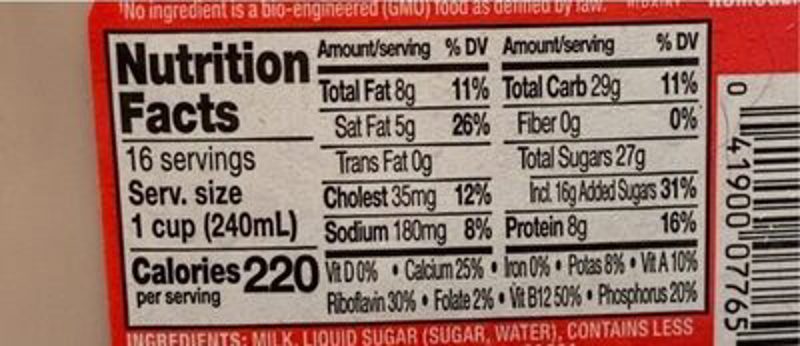 ¹No ingredient is a bio-engineered (GMO) food as defined by law.
Nutrition
Facts
16 servings
Serv. size
1 cup (240mL)
Calories 220
per serving
Amount/serving % DV
Total Fat 8g 11%
Sat Fat 5g 26%
Trans Fat 0g
Cholest 35mg 12%
Sodium 180mg 8%
Amount/serving % DV
Total Carb 29g 11%
Fiber 0g 0%
Total Sugars 27g
Incl. 16g Added Sugars 31%
Protein 8g 16%
Vit D 0% • Calcium 25% • Iron 0% • Potas 8% • Vit A 10%
Riboflavin 30% • Folate 2% • Vit B12 50% • Phosphorus 20%
INGREDIENTS: MILK, LIQUID SUGAR (SUGAR, WATER), CONTAINS LESS
0 41900 07765